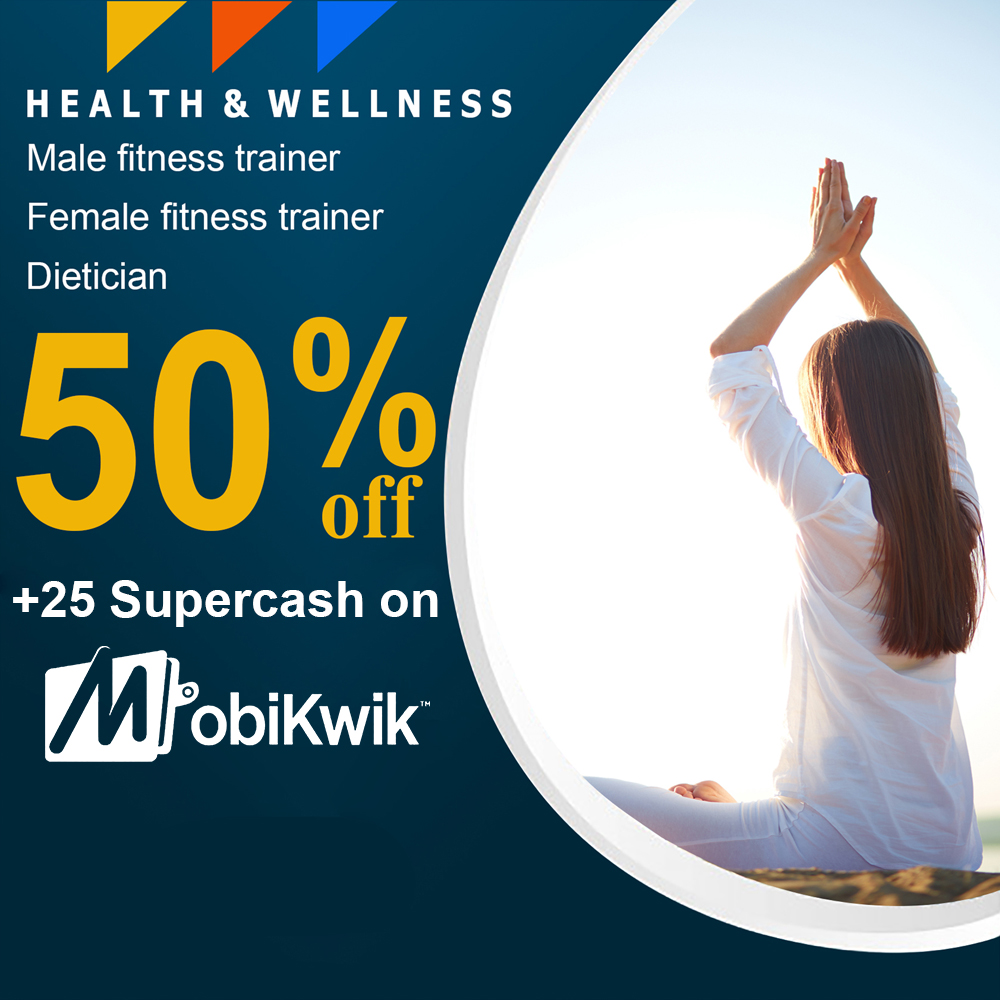 HEALTH & WELLNESS
Male fitness trainer
Female fitness trainer
Dietician
50%
off
+25 Supercash on
MobiKwik™